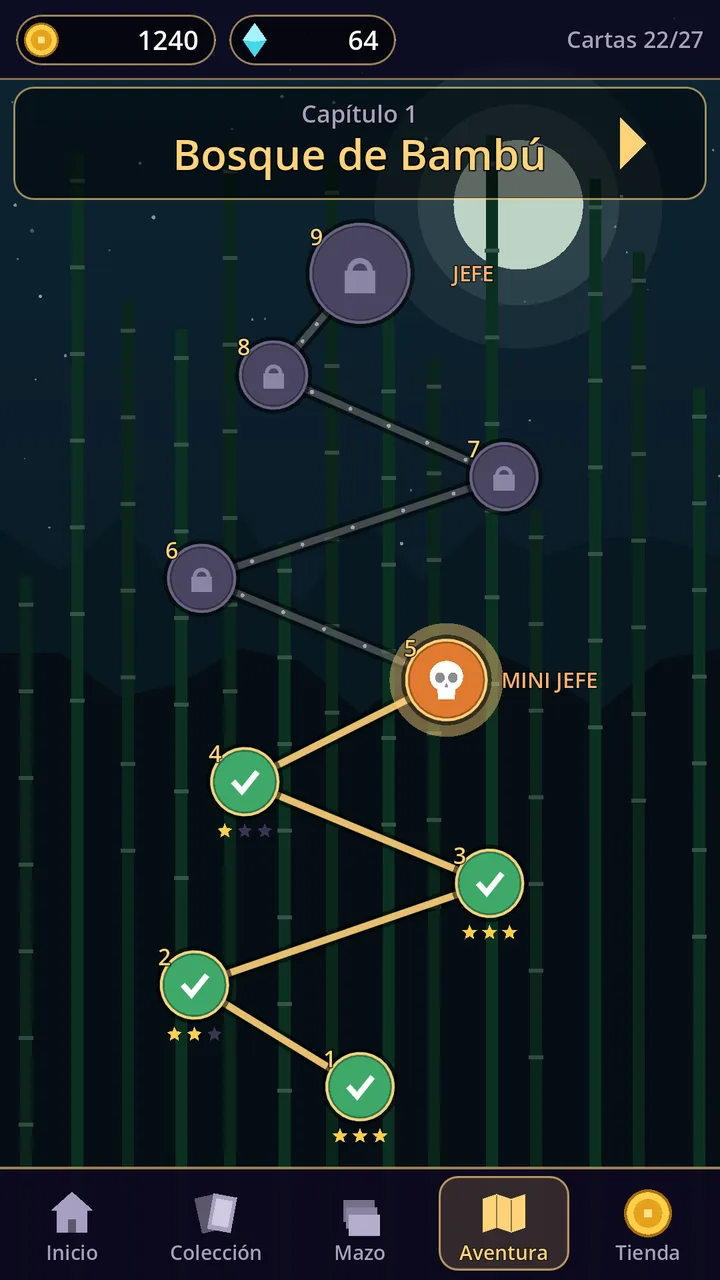 1240
64
Cartas 22/27
Capítulo 1
Bosque de Bambú
9
JEFE
8
7
6
5
MINI JEFE
4
3
2
1
Inicio
Colección
Mazo
Aventura
Tienda